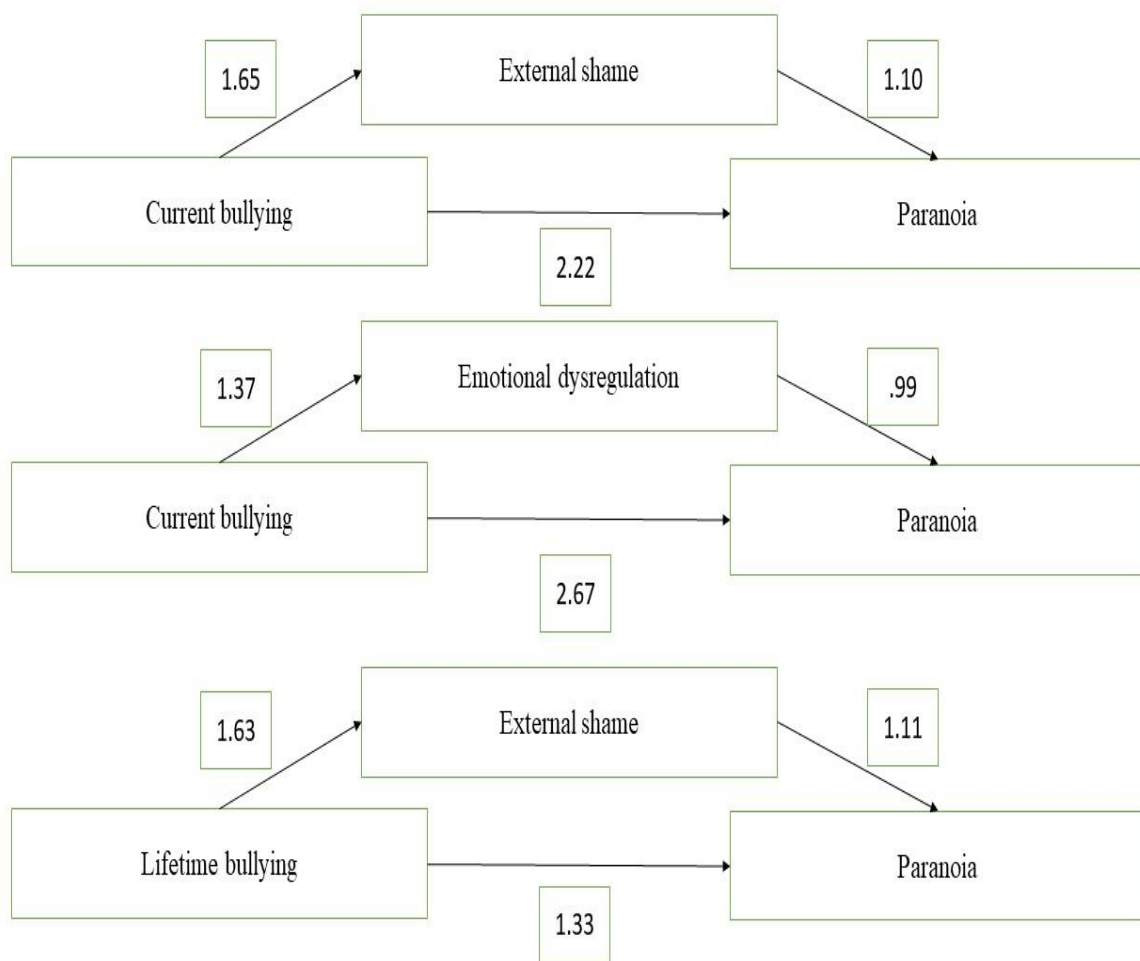 External shame
1.65
1.10
Current bullying
Paranoia
2.22
Emotional dysregulation
1.37
.99
Current bullying
Paranoia
2.67
External shame
1.63
1.11
Lifetime bullying
Paranoia
1.33